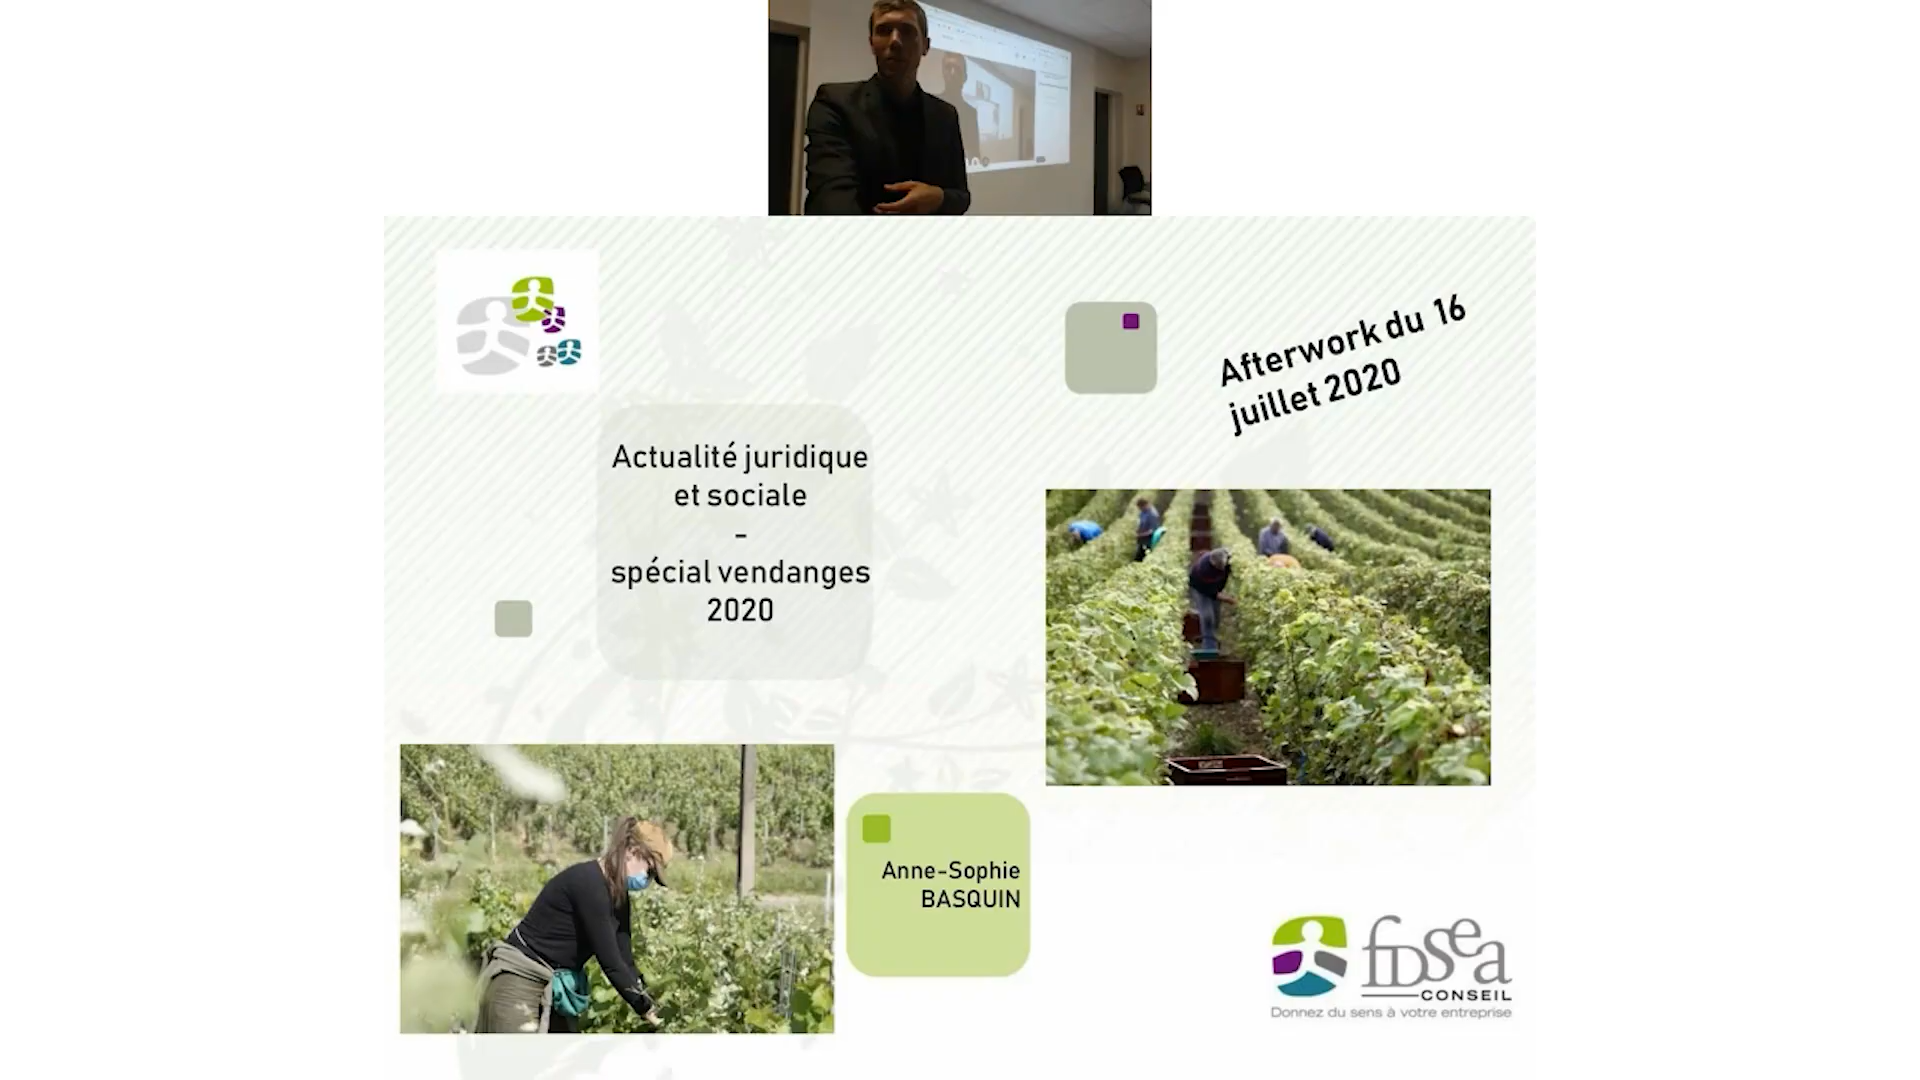 Afterwork du 16
juillet 2020
Actualité juridique
et sociale
-
spécial vendanges
2020
Anne-Sophie
BASQUIN
fdsea
CONSEIL
Donnez du sens à votre entreprise